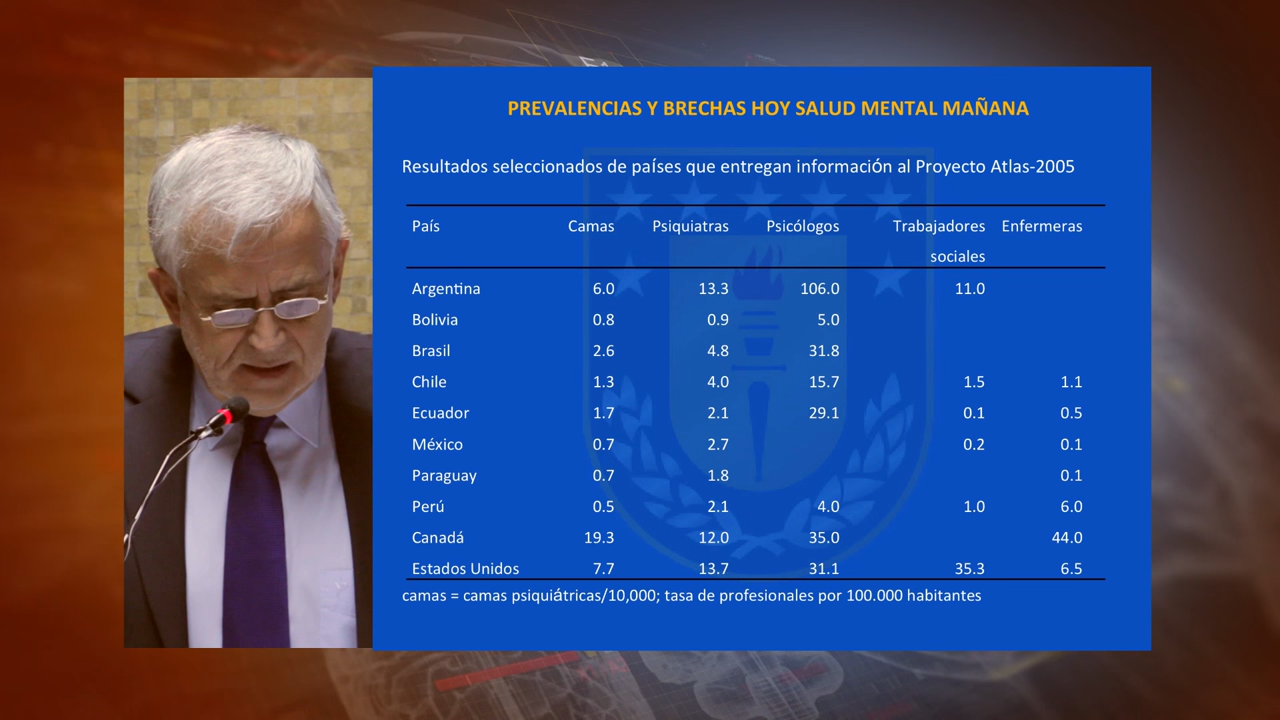 PREVALENCIAS Y BRECHAS HOY SALUD MENTAL MAÑANA
Resultados seleccionados de países que entregan información al Proyecto Atlas-2005
País Camas Psiquiatras Psicólogos Trabajadores Enfermeras
sociales
Argentina 6.0 13.3 106.0 11.0
Bolivia 0.8 0.9 5.0
Brasil 2.6 4.8 31.8
Chile 1.3 4.0 15.7 1.5 1.1
Ecuador 1.7 2.1 29.1 0.1 0.5
México 0.7 2.7 0.2 0.1
Paraguay 0.7 1.8 0.1
Perú 0.5 2.1 4.0 1.0 6.0
Canadá 19.3 12.0 35.0 44.0
Estados Unidos 7.7 13.7 31.1 35.3 6.5
camas = camas psiquiátricas/10,000; tasa de profesionales por 100.000 habitantes